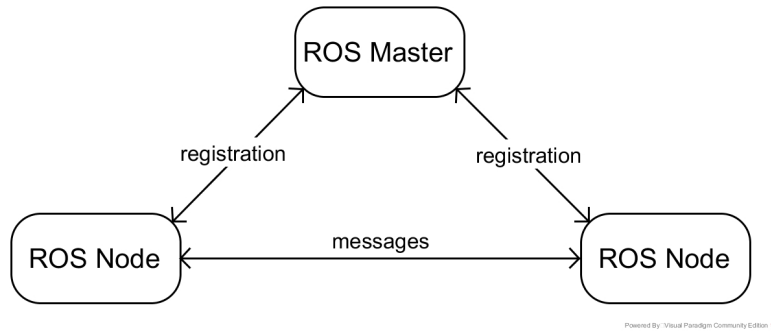 ROS Master
registration
registration
messages
ROS Node
ROS Node
Powered By Visual Paradigm Community Edition